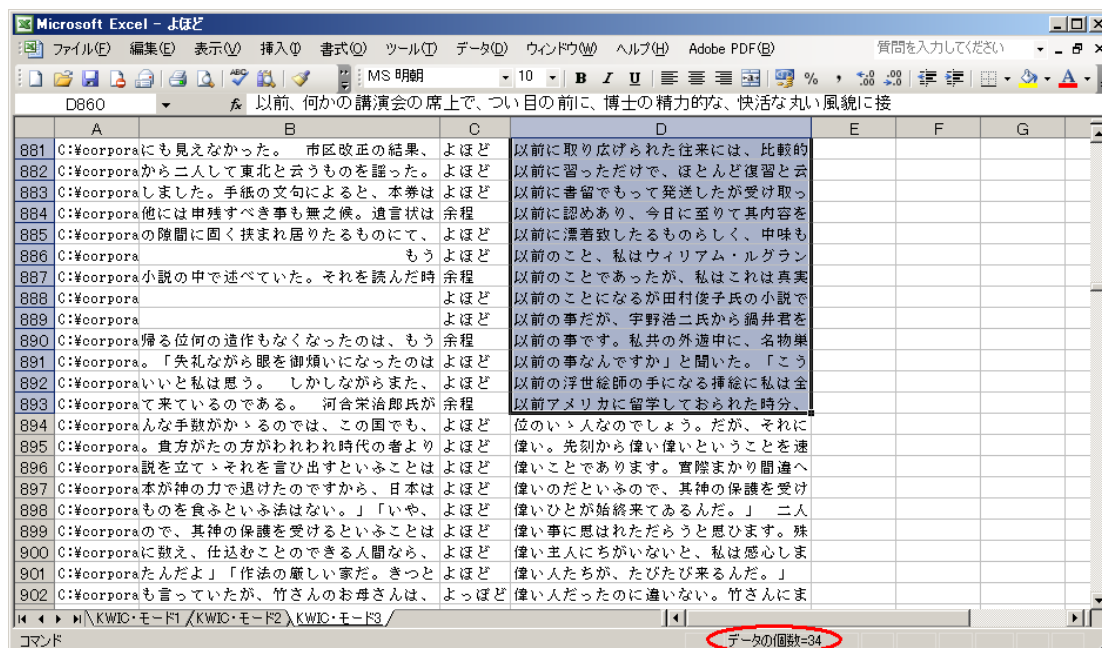 Microsoft Excel - よほど
ファイル(F) 編集(E) 表示(V) 挿入(I) 書式(O) ツール(T) データ(D) ウィンドウ(W) ヘルプ(H) Adobe PDF(B) 質問を入力してください
MS 明朝 10 B I U
D860 fx 以前、何かの講演会の席上で、つい目の前に、博士の精力的な、快活な丸い風貌に接
A B C D E F G
881 C:¥corpora にも見えなかった。 市区改正の結果、 よほど 以前に取り広げられた往来には、比較的
882 C:¥corpora から二人して東北と云うものを謡った。 よほど 以前に習っただけで、ほとんど復習と云
883 C:¥corpora しました。手紙の文句によると、本券は よほど 以前に書留でもって発送したが受け取っ
884 C:¥corpora 他には申残すべき事も無之候。遺言状は 余程 以前に認めあり、今日に至りて其内容を
885 C:¥corpora の隙間に固く挟まれ居りたるものにて、 よほど 以前に漂着致したるものらしく、中味も
886 C:¥corpora もう よほど 以前のこと、私はウィリアム・ルグラン
887 C:¥corpora 小説の中で述べていた。それを読んだ時 余程 以前のことであったが、私はこれは真実
888 C:¥corpora よほど 以前のことになるが田村俊子氏の小説で
889 C:¥corpora よほど 以前の事だが、宇野浩二氏から鍋井君を
890 C:¥corpora 帰る位何の造作もなくなったのは、もう 余程 以前の事です。私共の外遊中に、名物巣
891 C:¥corpora 。「失礼ながら眼を御煩いになったのは よほど 以前の事なんですか」と聞いた。「こう
892 C:¥corpora いいと私は思う。 しかしながらまた、 よほど 以前の浮世絵師の手になる挿絵に私は全
893 C:¥corpora て来ているのである。 河合栄治郎氏が 余程 以前アメリカに留学しておられた時分、
894 C:¥corpora んな手数がかゝるのでは、この国でも、 よほど 位のいゝ人なのでしょう。だが、それに
895 C:¥corpora 。貴方がたの方がわれわれ時代の者より よほど 偉い。先刻から偉い偉いということを速
896 C:¥corpora 説を立てゝそれを言ひ出すといふことは よほど 偉いことであります。實際まかり間違へ
897 C:¥corpora 本が神の力で退けたのですから、日本は よほど 偉いのだといふので、其神の保護を受け
898 C:¥corpora ものを食ふといふ法はない。」「いや、 よほど 偉いひとが始終来てゐるんだ。」 二人
899 C:¥corpora ので、其神の保護を受けるといふことは よほど 偉い事に思はれただらうと思ひます。殊
900 C:¥corpora に数え、仕込むことのできる人間なら、 よほど 偉い主人にちがいないと、私は感心しま
901 C:¥corpora たんだよ」「作法の厳しい家だ。きつと よほど 偉い人たちが、たびたび来るんだ。」
902 C:¥corpora も言っていたが、竹さんのお母さんは、 よっぽど 偉い人だったのに違いない。竹さんにま
KWIC・モード1 KWIC・モード2 KWIC・モード3
コマンド データの個数=34